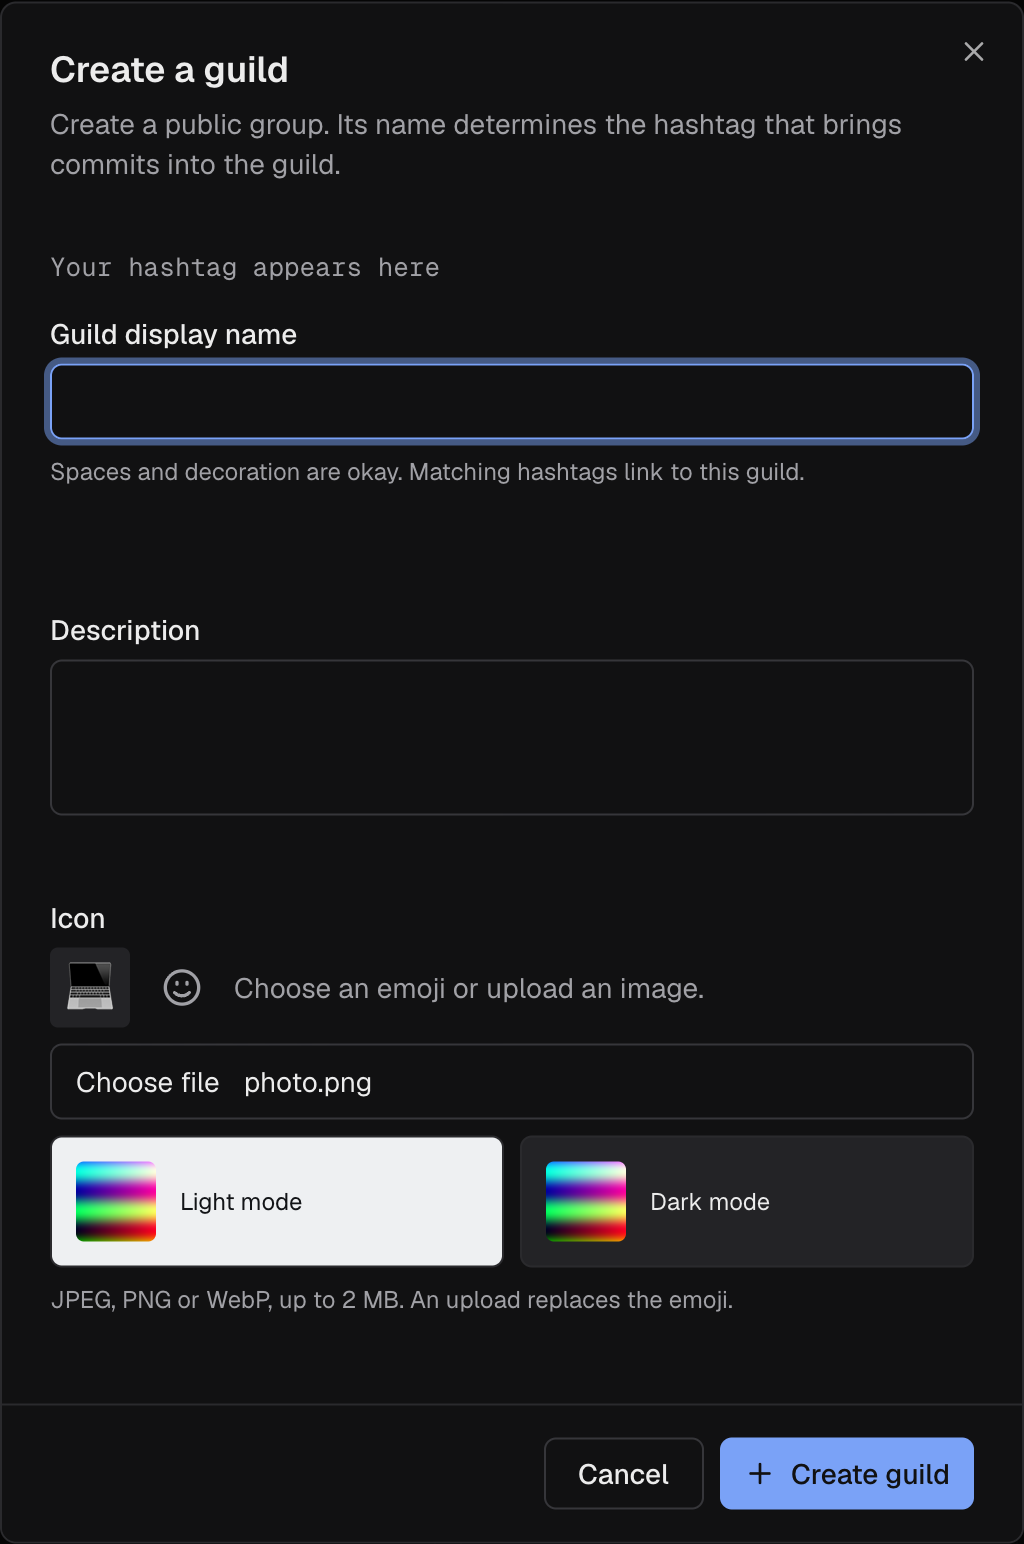 Create a guild
Create a public group. Its name determines the hashtag that brings
commits into the guild.
Your hashtag appears here
Guild display name
Spaces and decoration are okay. Matching hashtags link to this guild.
Description
Icon
Choose an emoji or upload an image.
Choose file photo.png
Light mode
Dark mode
JPEG, PNG or WebP, up to 2 MB. An upload replaces the emoji.
Cancel
Create guild